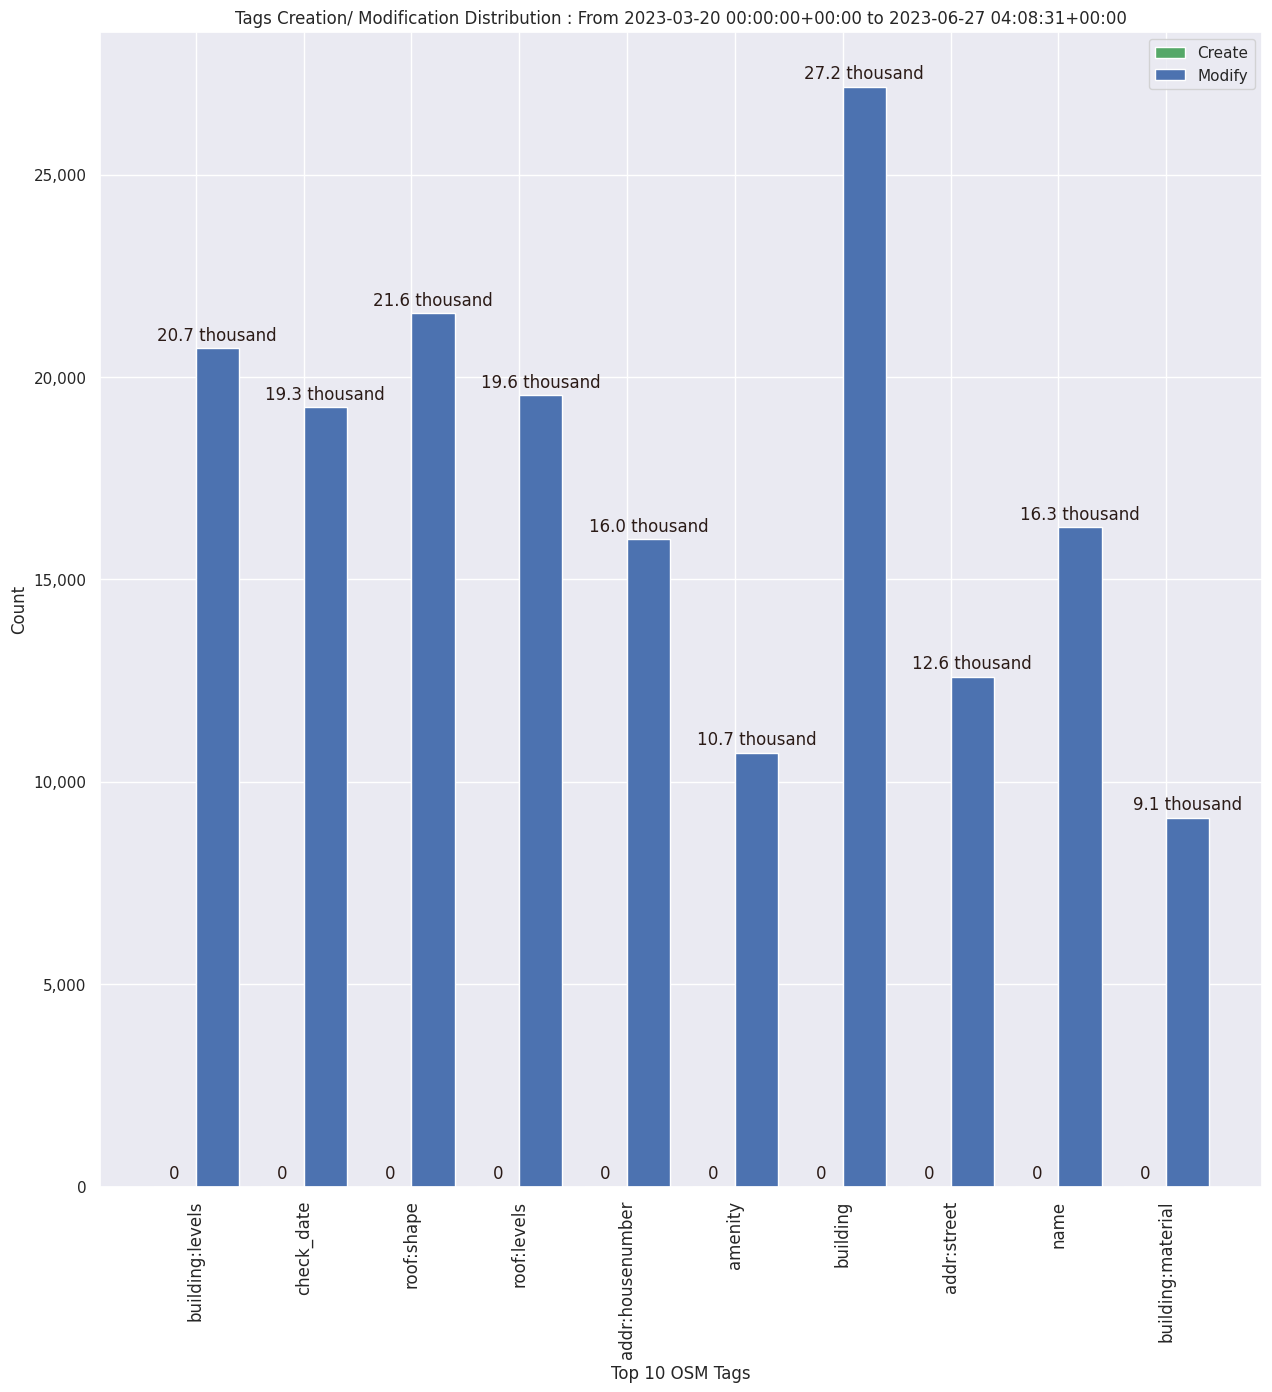 Tags Creation/ Modification Distribution : From 2023-03-20 00:00:00+00:00 to 2023-06-27 04:08:31+00:00
Create
Modify
27.2 thousand
25,000
21.6 thousand
20.7 thousand
20,000
19.6 thousand
19.3 thousand
16.3 thousand
16.0 thousand
15,000
Count
12.6 thousand
10.7 thousand
10,000
9.1 thousand
5,000
0 0 0 0 0 0 0 0 0 0
0
building:levels
check_date
roof:shape
roof:levels
addr:housenumber
amenity
building
addr:street
name
building:material
Top 10 OSM Tags